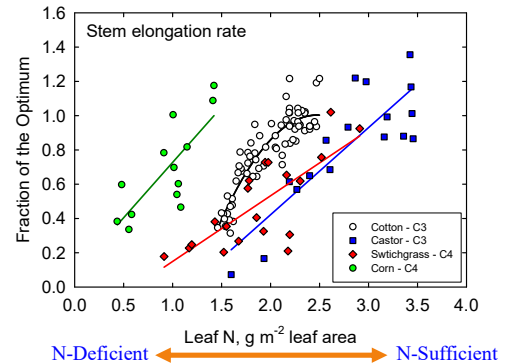 Stem elongation rate
Fraction of the Optimum
1.6
1.4
1.2
1.0
0.8
0.6
0.4
0.2
0.0
Cotton - C3
Castor - C3
Swtichgrass - C4
Corn - C4
0.0 0.5 1.0 1.5 2.0 2.5 3.0 3.5 4.0
Leaf N, g m⁻² leaf area
N-Deficient N-Sufficient